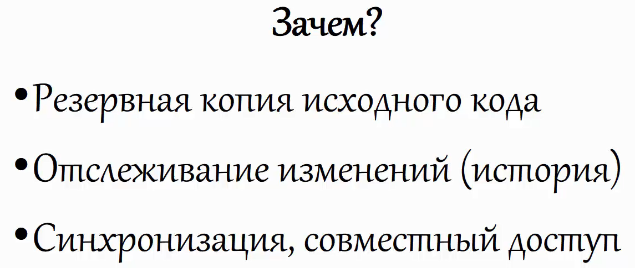 Зачем?
•Резервная копия исходного кода
•Отслеживание изменений (история)
•Синхронизация, совместный доступ